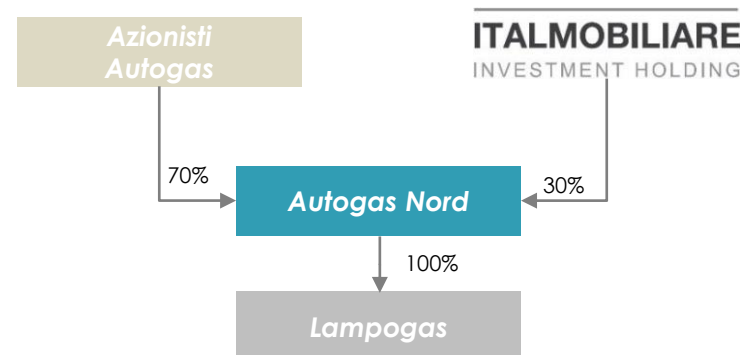 Azionisti
Autogas
ITALMOBILIARE
INVESTMENT HOLDING
70%
30%
Autogas Nord
100%
Lampogas